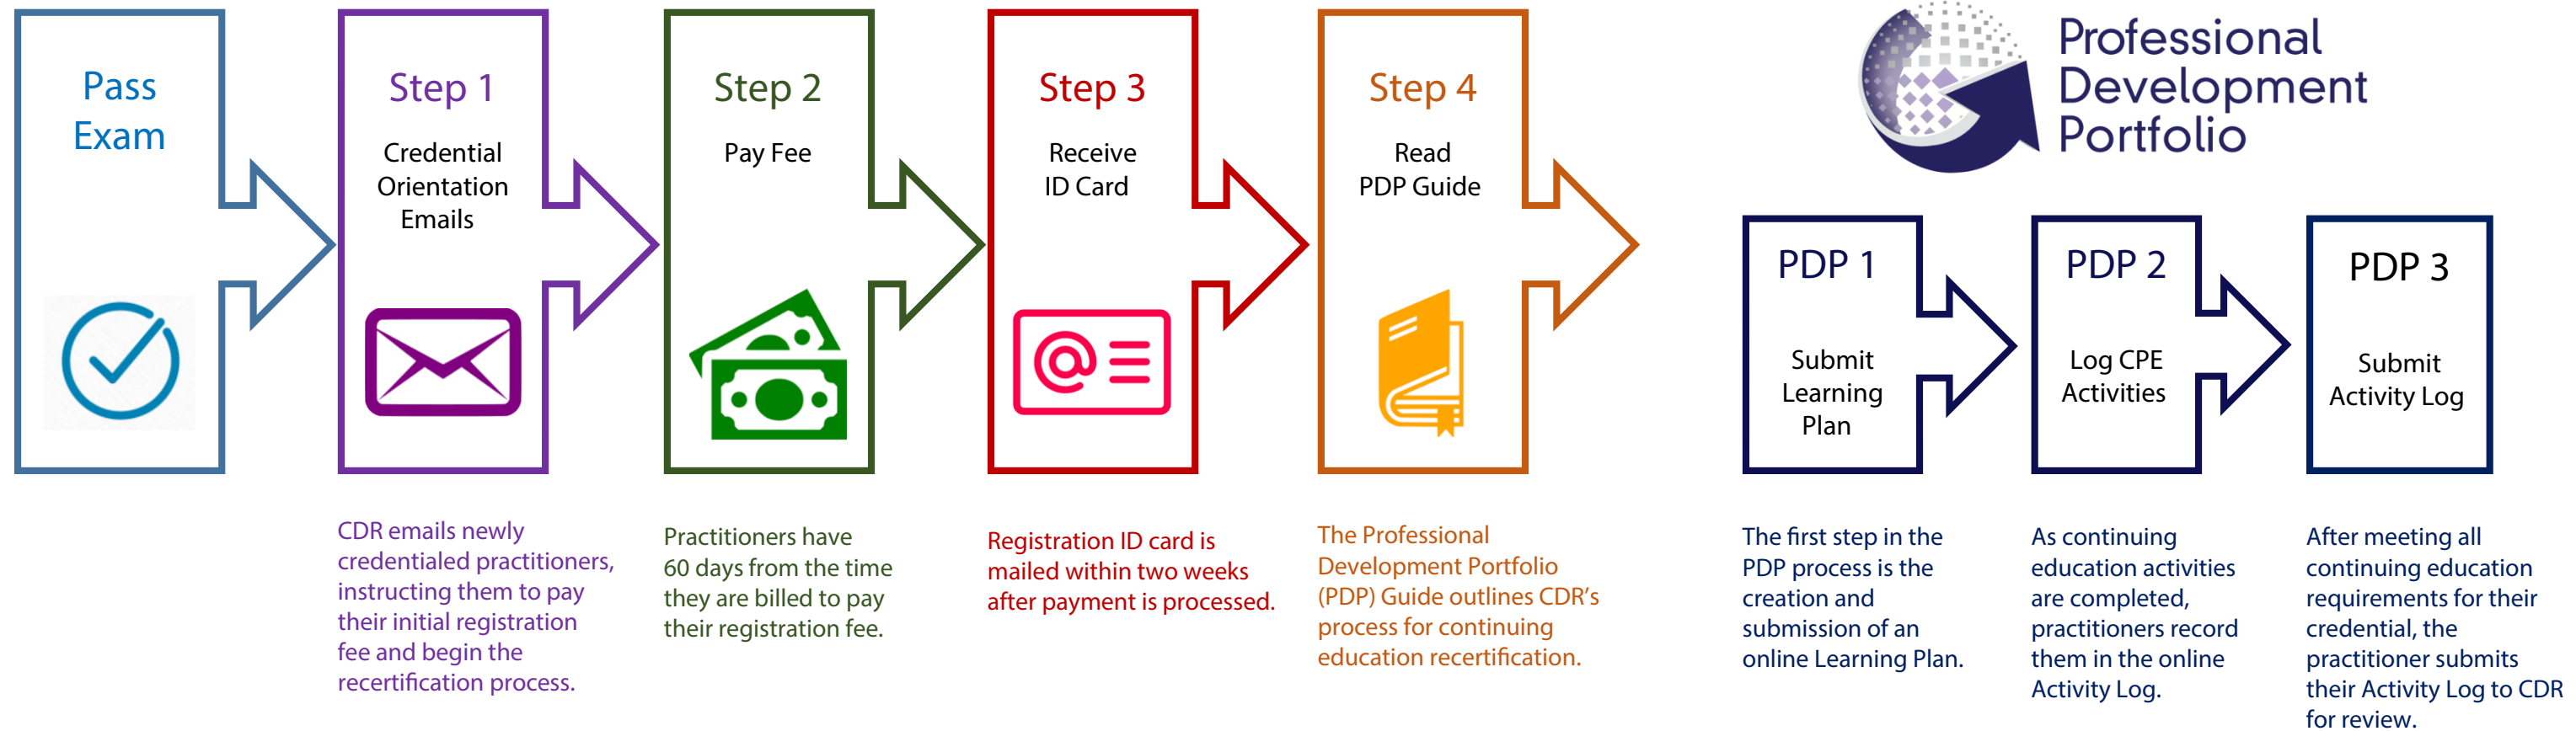 Pass
Exam
Step 1
Credential
Orientation
Emails
CDR emails newly
credentialed practitioners,
instructing them to pay
their initial registration
fee and begin the
recertification process.
Step 2
Pay Fee
Practitioners have
60 days from the time
they are billed to pay
their registration fee.
Step 3
Receive
ID Card
Registration ID card is
mailed within two weeks
after payment is processed.
Step 4
Read
PDP Guide
The Professional
Development Portfolio
(PDP) Guide outlines CDR’s
process for continuing
education recertification.
Professional
Development
Portfolio
PDP 1
Submit
Learning
Plan
The first step in the
PDP process is the
creation and
submission of an
online Learning Plan.
PDP 2
Log CPE
Activities
As continuing
education activities
are completed,
practitioners record
them in the online
Activity Log.
PDP 3
Submit
Activity Log
After meeting all
continuing education
requirements for their
credential, the
practitioner submits
their Activity Log to CDR
for review.